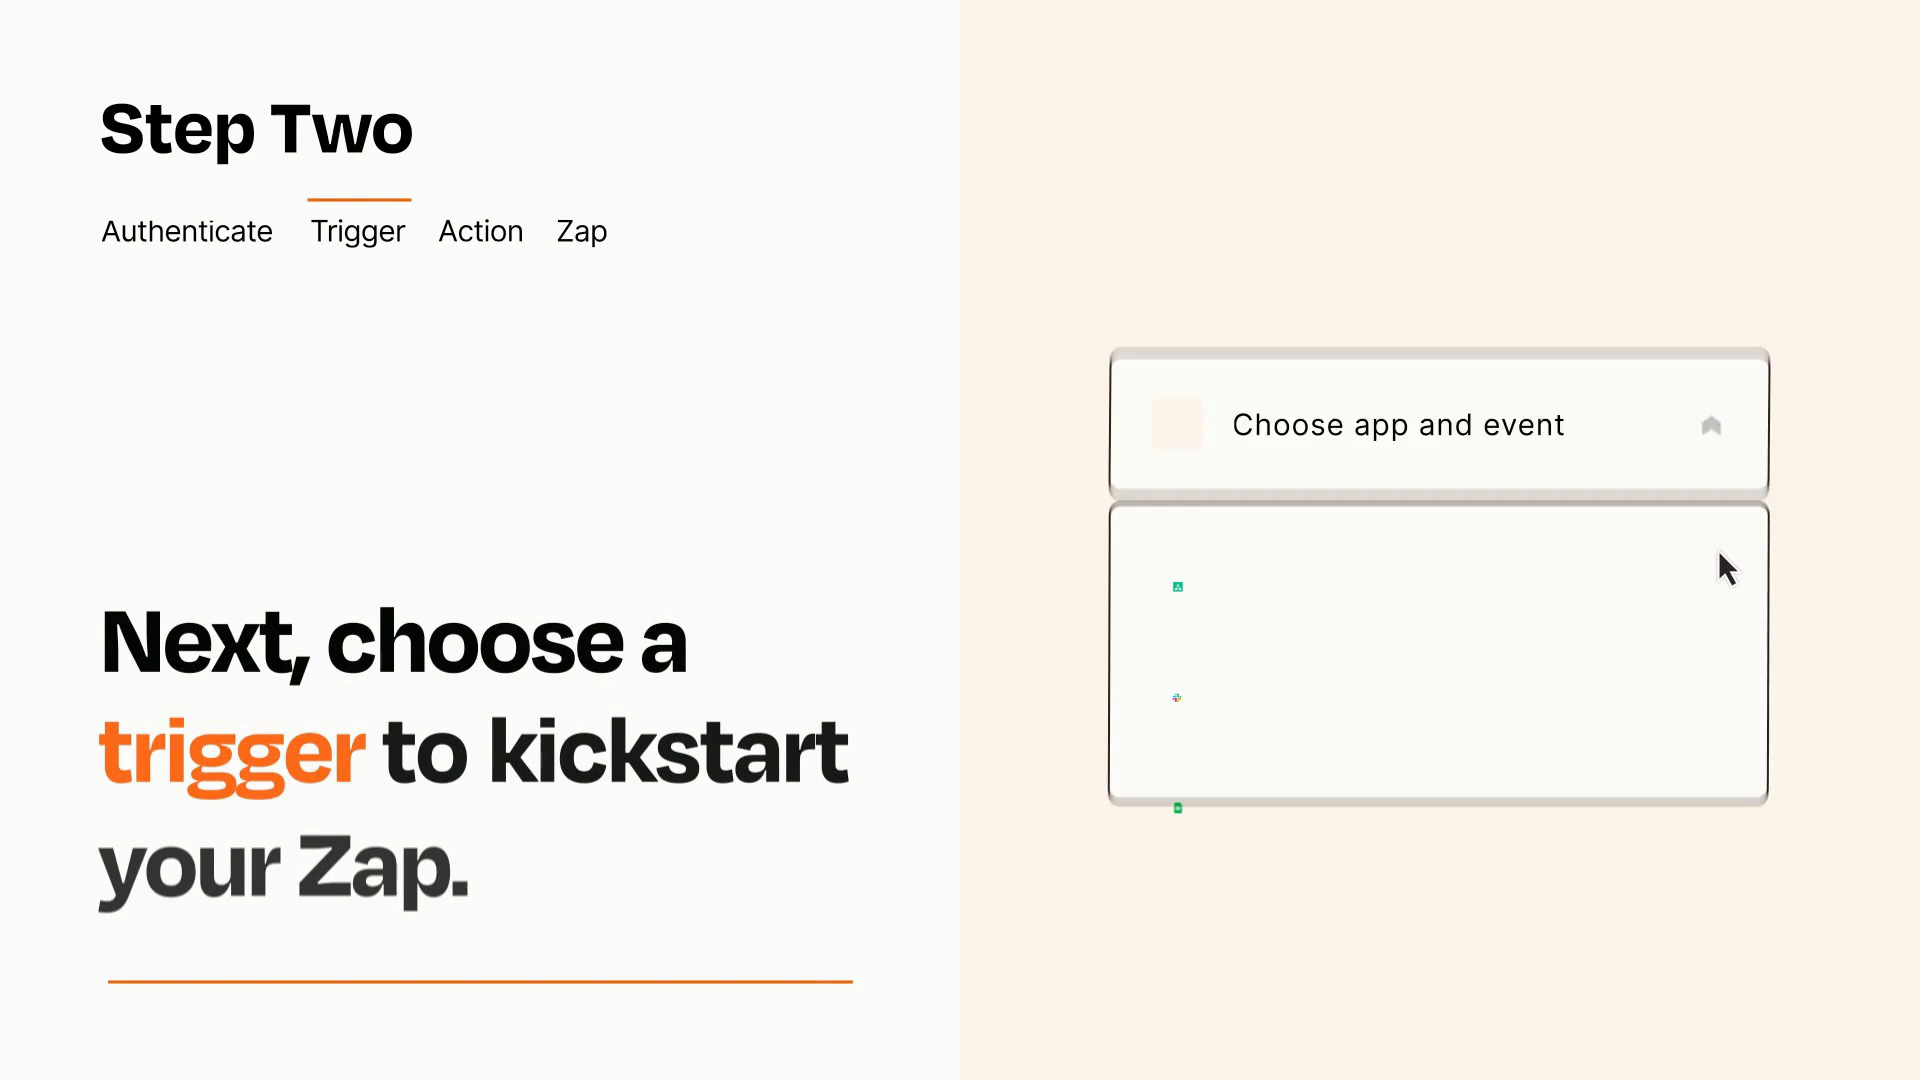 Step Two
Authenticate Trigger Action Zap
Next, choose a
trigger to kickstart
your Zap.
Choose app and event